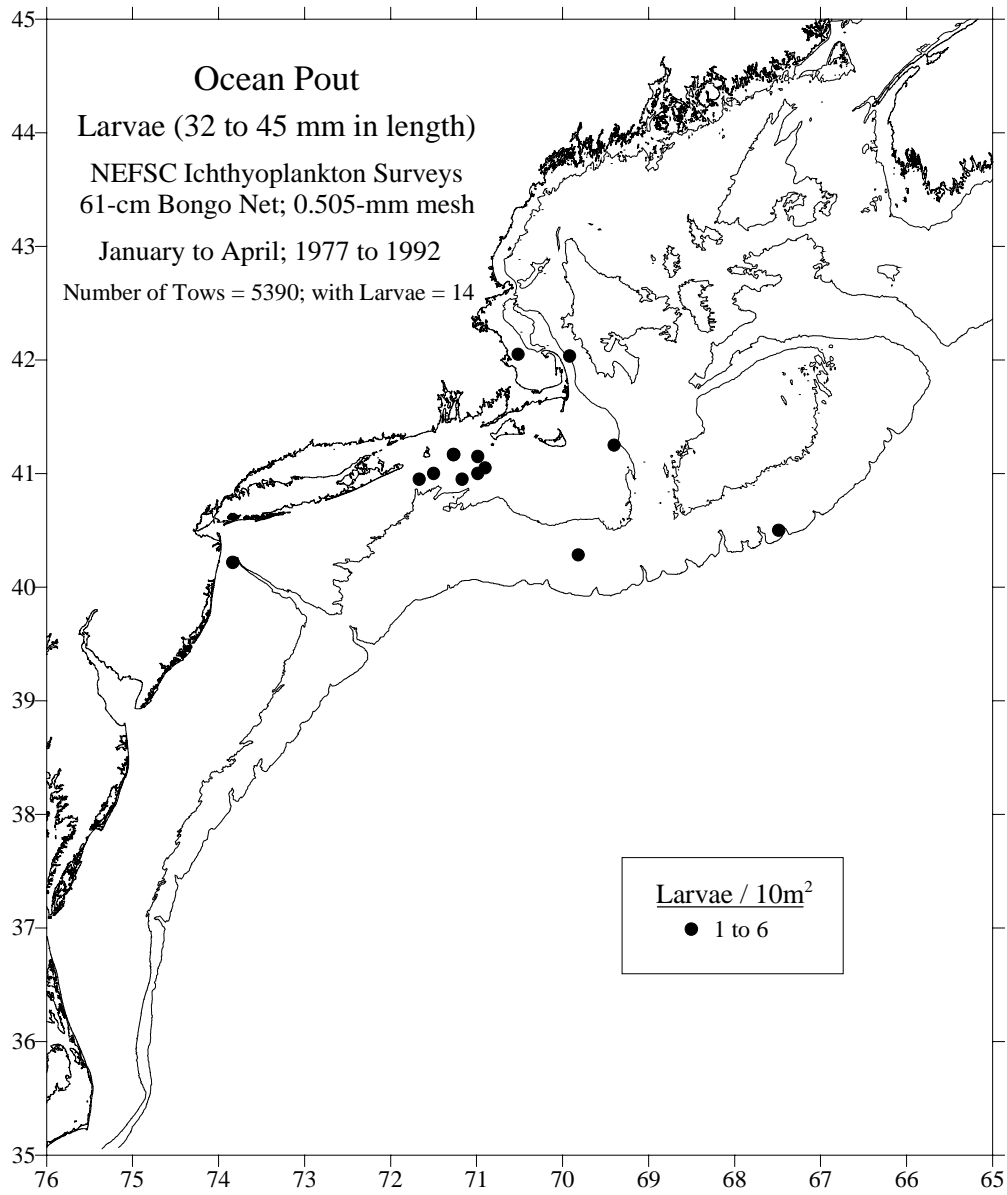 Ocean Pout
Larvae (32 to 45 mm in length)
NEFSC Ichthyoplankton Surveys
61-cm Bongo Net; 0.505-mm mesh
January to April; 1977 to 1992
Number of Tows = 5390; with Larvae = 14
45
44
43
42
41
40
39
38
37
36
35
Larvae / 10m²
1 to 6
76 75 74 73 72 71 70 69 68 67 66 65